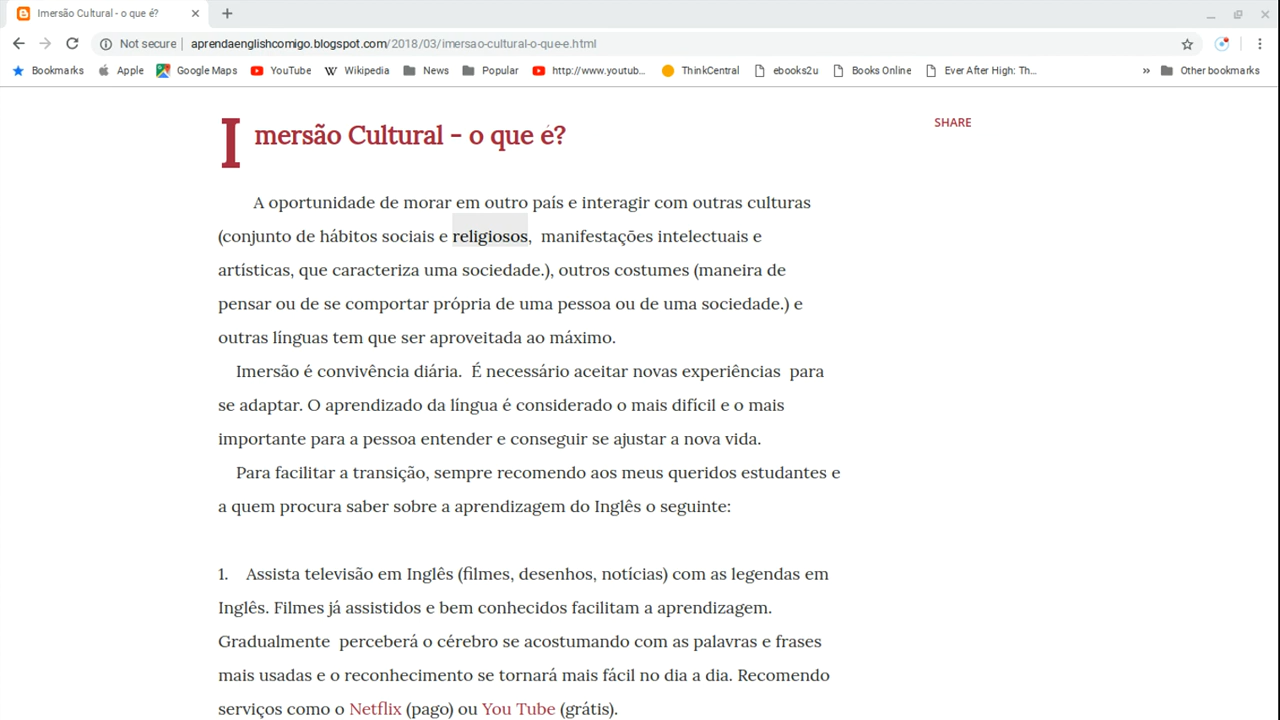 Imersão Cultural - o que é?
Not secure | aprendaenglishcomigo.blogspot.com/2018/03/imersao-cultural-o-que-e.html
Bookmarks Apple Google Maps YouTube Wikipedia News Popular http://www.youtub... ThinkCentral ebooks2u Books Online Ever After High: Th... » Other bookmarks
Imersão Cultural - o que é?
SHARE
A oportunidade de morar em outro país e interagir com outras culturas
(conjunto de hábitos sociais e religiosos, manifestações intelectuais e
artísticas, que caracteriza uma sociedade.), outros costumes (maneira de
pensar ou de se comportar própria de uma pessoa ou de uma sociedade.) e
outras línguas tem que ser aproveitada ao máximo.
Imersão é convivência diária. É necessário aceitar novas experiências para
se adaptar. O aprendizado da língua é considerado o mais difícil e o mais
importante para a pessoa entender e conseguir se ajustar a nova vida.
Para facilitar a transição, sempre recomendo aos meus queridos estudantes e
a quem procura saber sobre a aprendizagem do Inglês o seguinte:
1. Assista televisão em Inglês (filmes, desenhos, notícias) com as legendas em
Inglês. Filmes já assistidos e bem conhecidos facilitam a aprendizagem.
Gradualmente perceberá o cérebro se acostumando com as palavras e frases
mais usadas e o reconhecimento se tornará mais fácil no dia a dia. Recomendo
serviços como o Netflix (pago) ou You Tube (grátis).